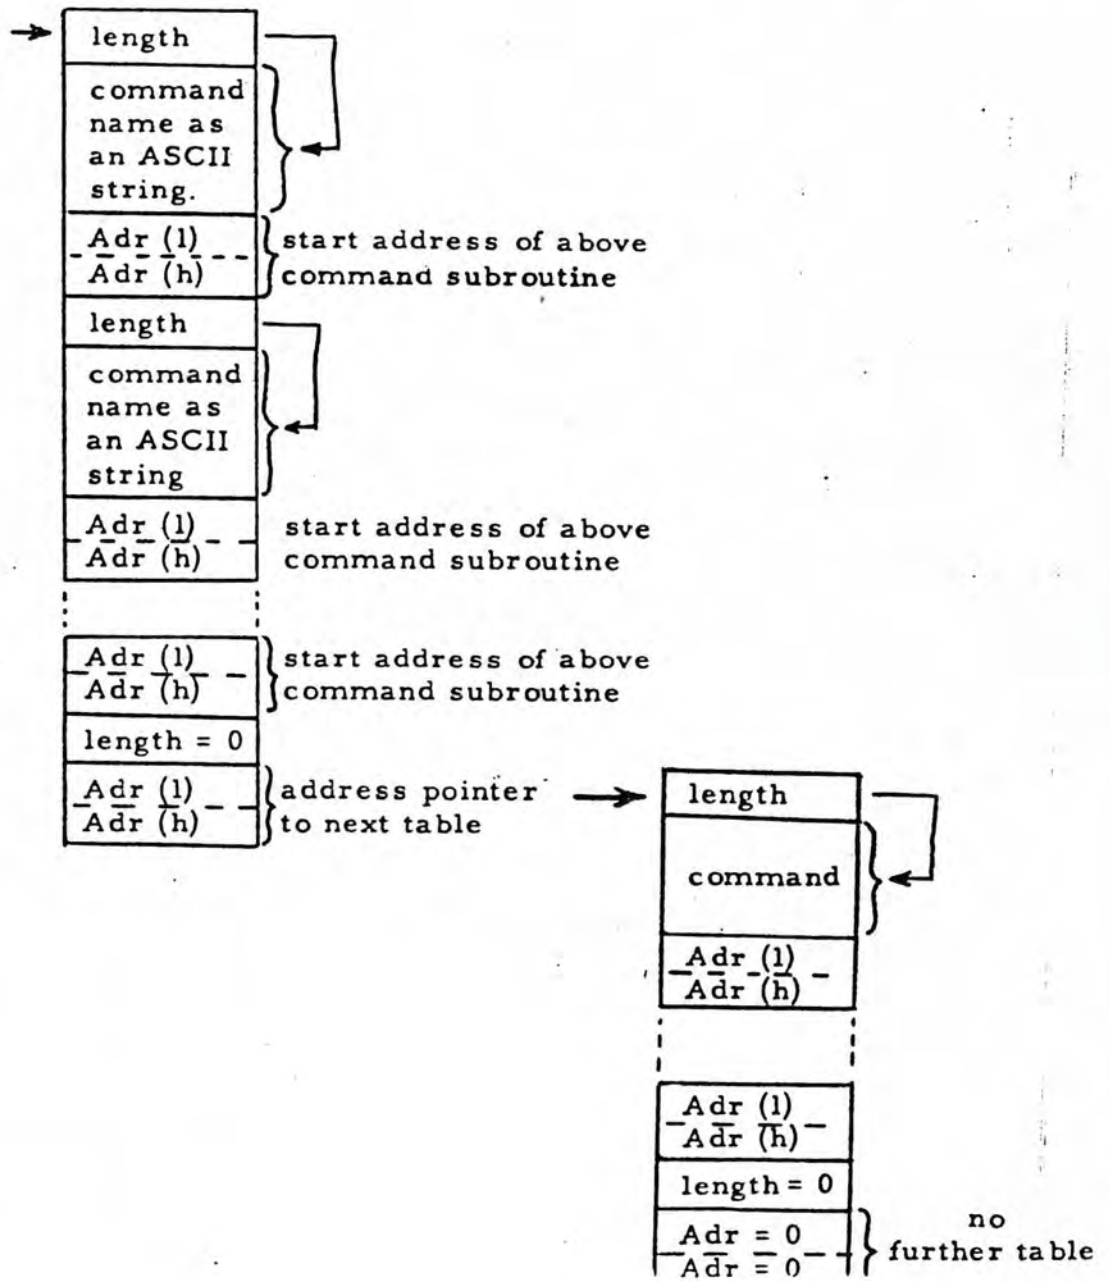 length
command
name as
an ASCII
string.
Adr (l)
Adr (h)
start address of above
command subroutine
length
command
name as
an ASCII
string
Adr (l)
Adr (h)
start address of above
command subroutine
Adr (l)
Adr (h)
start address of above
command subroutine
length = 0
Adr (l)
Adr (h)
address pointer
to next table
length
command
Adr (l)
Adr (h)
Adr (l)
Adr (h)
length = 0
Adr = 0
Adr = 0
no
further table